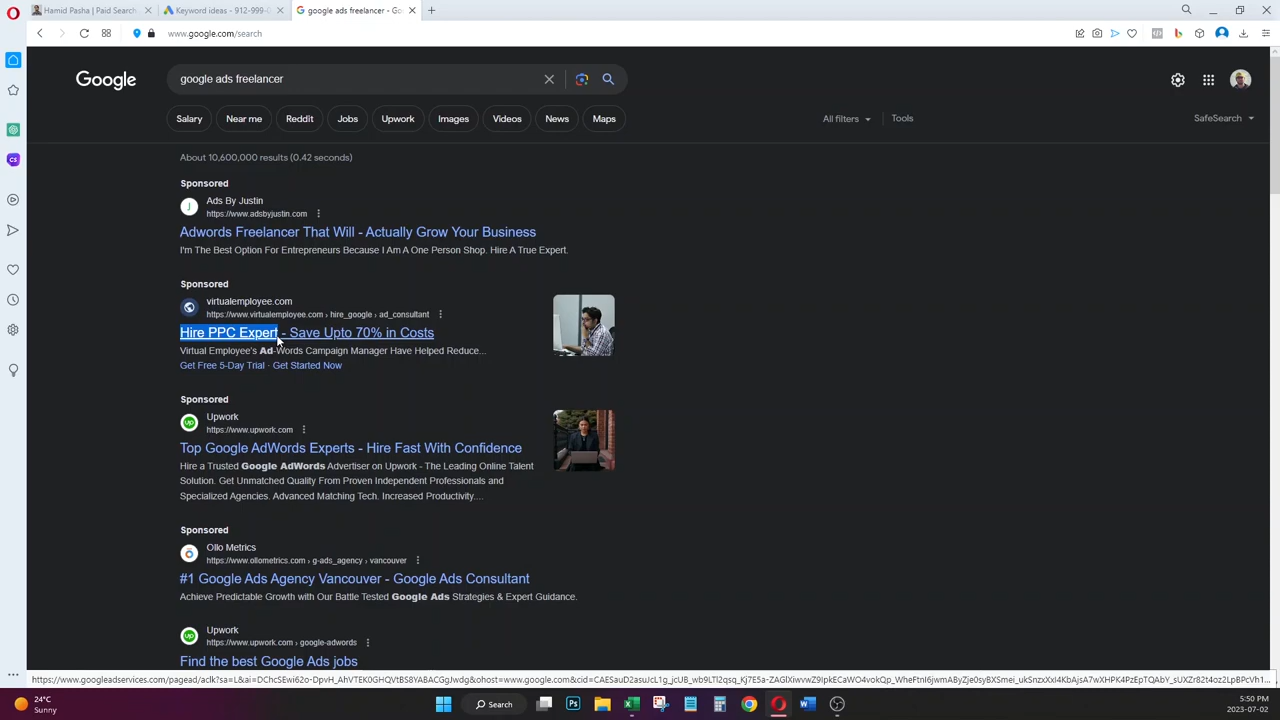 Hamid Pasha | Paid Search
Keyword ideas - 912-999-
google ads freelancer - Go
www.google.com/search
Google
google ads freelancer
Salary
Near me
Reddit
Jobs
Upwork
Images
Videos
News
Maps
All filters
Tools
SafeSearch
About 10,600,000 results (0.42 seconds)
Sponsored
Ads By Justin
https://www.adsbyjustin.com
Adwords Freelancer That Will - Actually Grow Your Business
I'm The Best Option For Entrepreneurs Because I Am A One Person Shop. Hire A True Expert.
Sponsored
virtualemployee.com
https://www.virtualemployee.com › hire_google › ad_consultant
Hire PPC Expert - Save Upto 70% in Costs
Virtual Employee's Ad-Words Campaign Manager Have Helped Reduce...
Get Free 5-Day Trial · Get Started Now
Sponsored
Upwork
https://www.upwork.com
Top Google AdWords Experts - Hire Fast With Confidence
Hire a Trusted Google AdWords Advertiser on Upwork - The Leading Online Talent
Solution. Get Unmatched Quality From Proven Independent Professionals and
Specialized Agencies. Advanced Matching Tech. Increased Productivity....
Sponsored
Ollo Metrics
https://www.ollometrics.com › g-ads_agency › vancouver
#1 Google Ads Agency Vancouver - Google Ads Consultant
Achieve Predictable Growth with Our Battle Tested Google Ads Strategies & Expert Guidance.
Sponsored
Upwork
https://www.upwork.com › google-adwords
Find the best Google Ads jobs
24°C
Sunny
Search
5:50 PM
2023-07-02